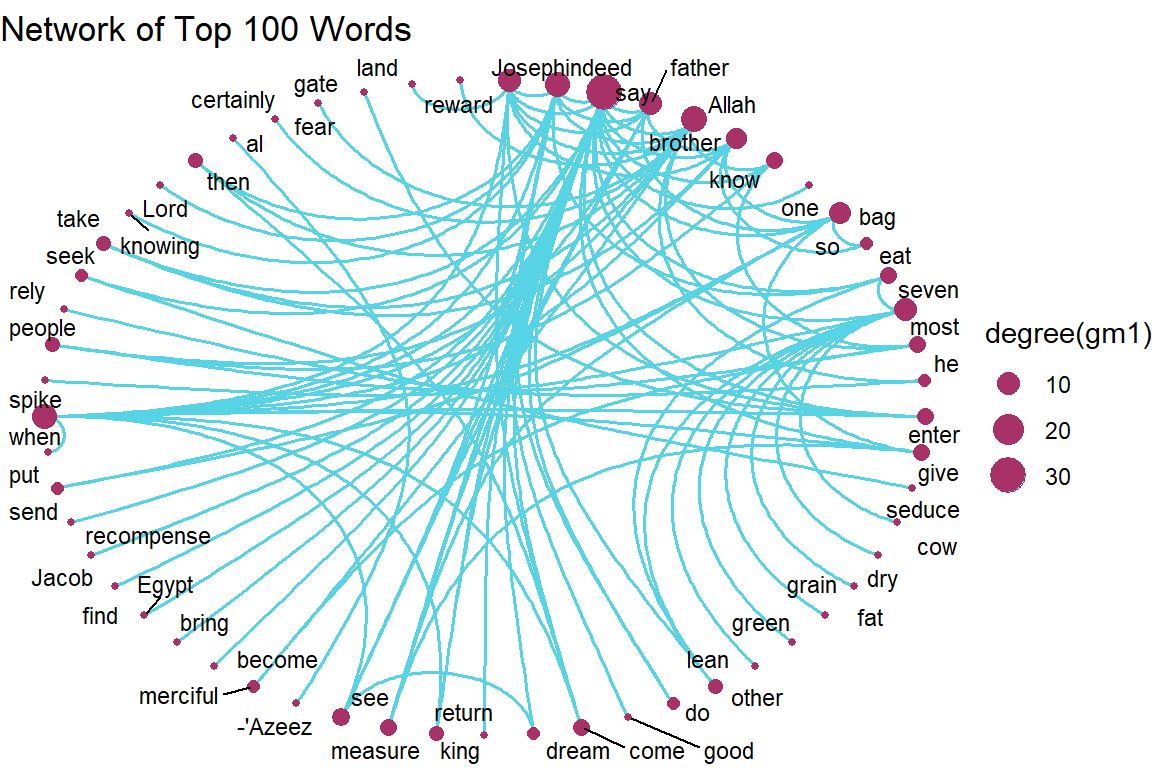 Network of Top 100 Words
land
Joseph
indeed
father
gate
certainly
reward
say
Allah
fear
al
brother
then
know
take
Lord
one
bag
knowing
so
seek
eat
rely
seven
people
most
he
spike
when
enter
put
give
send
seduce
recompense
cow
Jacob
Egypt
grain
dry
find
bring
green
fat
become
lean
merciful
other
-'Azeez
see
return
do
measure
king
dream
come
good
degree(gm1)
10
20
30